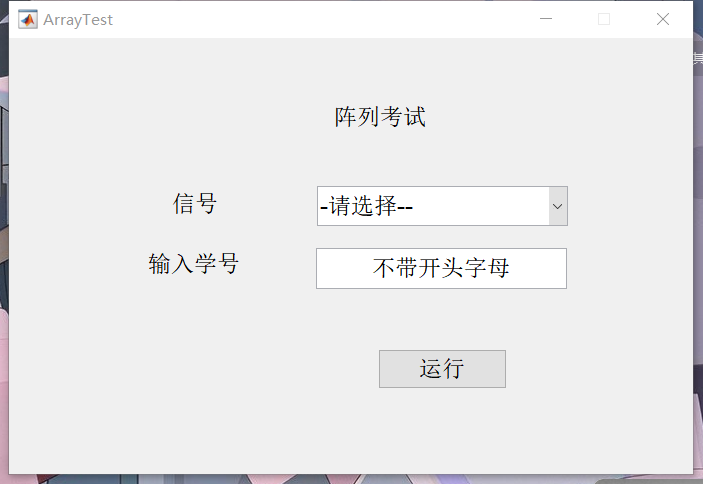 ArrayTest
阵列考试
信号
-请选择--
输入学号
不带开头字母
运行